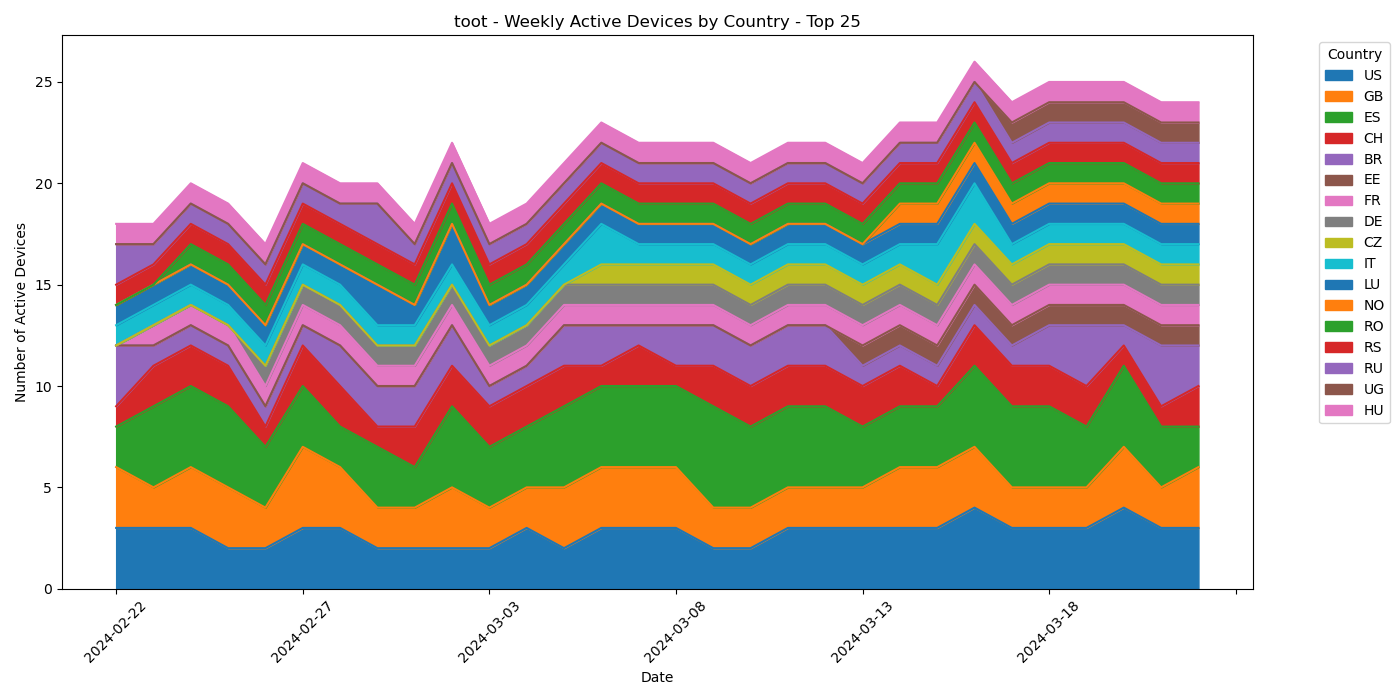 toot - Weekly Active Devices by Country - Top 25
Number of Active Devices
25
20
15
10
5
0
2024-02-22
2024-02-27
2024-03-03
2024-03-08
2024-03-13
2024-03-18
Date
Country
US
GB
ES
CH
BR
EE
FR
DE
CZ
IT
LU
NO
RO
RS
RU
UG
HU